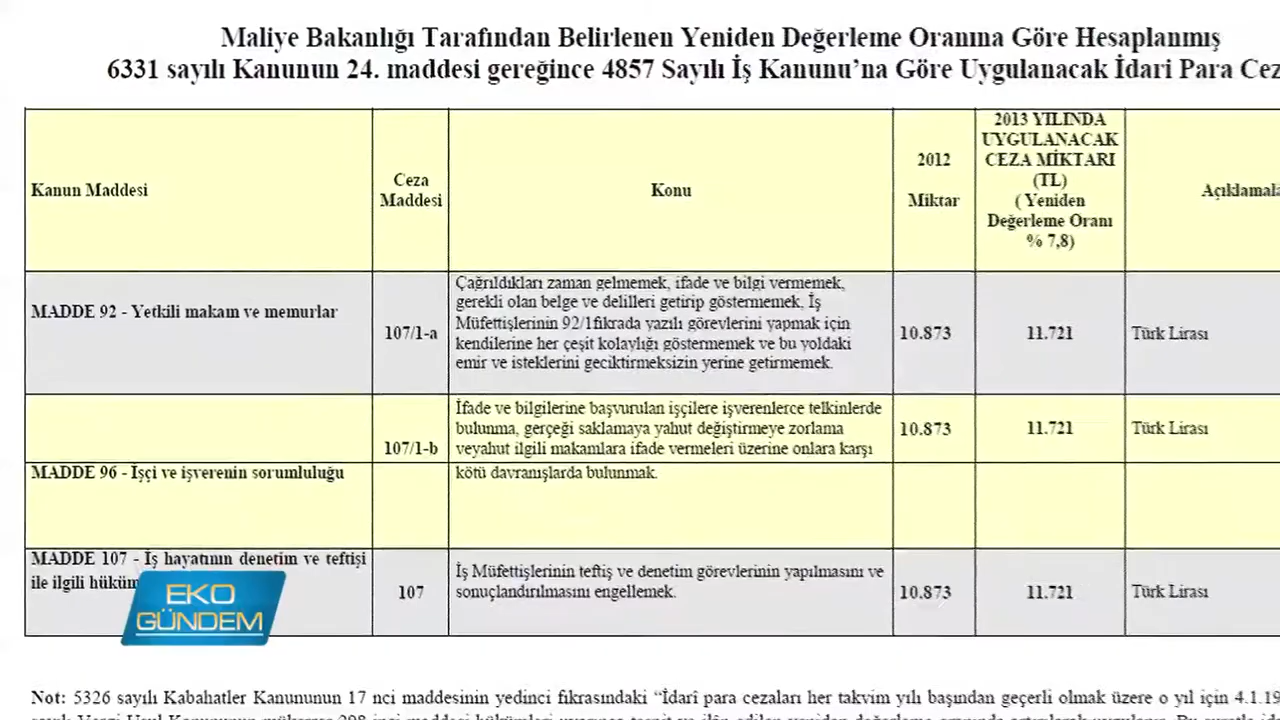 Maliye Bakanlığı Tarafından Belirlenen Yeniden Değerleme Oranına Göre Hesaplanmış
6331 sayılı Kanunun 24. maddesi gereğince 4857 Sayılı İş Kanunu’na Göre Uygulanacak İdari Para
Kanun Maddesi
Ceza
Maddesi
Konu
2012
Miktar
2013 YILINDA
UYGULANACAK
CEZA MİKTARI
(TL)
( Yeniden
Değerleme Oranı
% 7,8)
MADDE 92 - Yetkili makam ve memurlar
107/1-a
Çağrıldıkları zaman gelmemek, ifade ve bilgi vermemek,
gerekli olan belge ve delilleri getirip göstermemek, İş
Müfettişlerinin 92/1fıkrada yazılı görevlerini yapmak için
kendilerine her çeşit kolaylığı göstermemek ve bu yoldaki
emir ve isteklerini geciktirmeksizin yerine getirmemek.
10.873
11.721
Türk Lirası
107/1-b
İfade ve bilgilerine başvurulan işçilere işverenlerce telkinlerde
bulunma, gerçeği saklamaya yahut değiştirmeye zorlama
veyahut ilgili makamlara ifade vermeleri üzerine onlara karşı
10.873
11.721
Türk Lirası
MADDE 96 - İşçi ve işverenin sorumluluğu
kötü davranışlarda bulunmak.
MADDE 107 - İş hayatının denetim ve teftişi
ile ilgili
107
İş Müfettişlerinin teftiş ve denetim görevlerinin yapılmasını ve
sonuçlandırılmasını engellemek.
10.873
11.721
Türk Lirası
EKO
GÜNDEM
Not: 5326 sayılı Kabahatler Kanununun 17 nci maddesinin yedinci fıkrasındaki “İdarî para cezaları her takvim yılı başından geçerli olmak üzere o yıl için